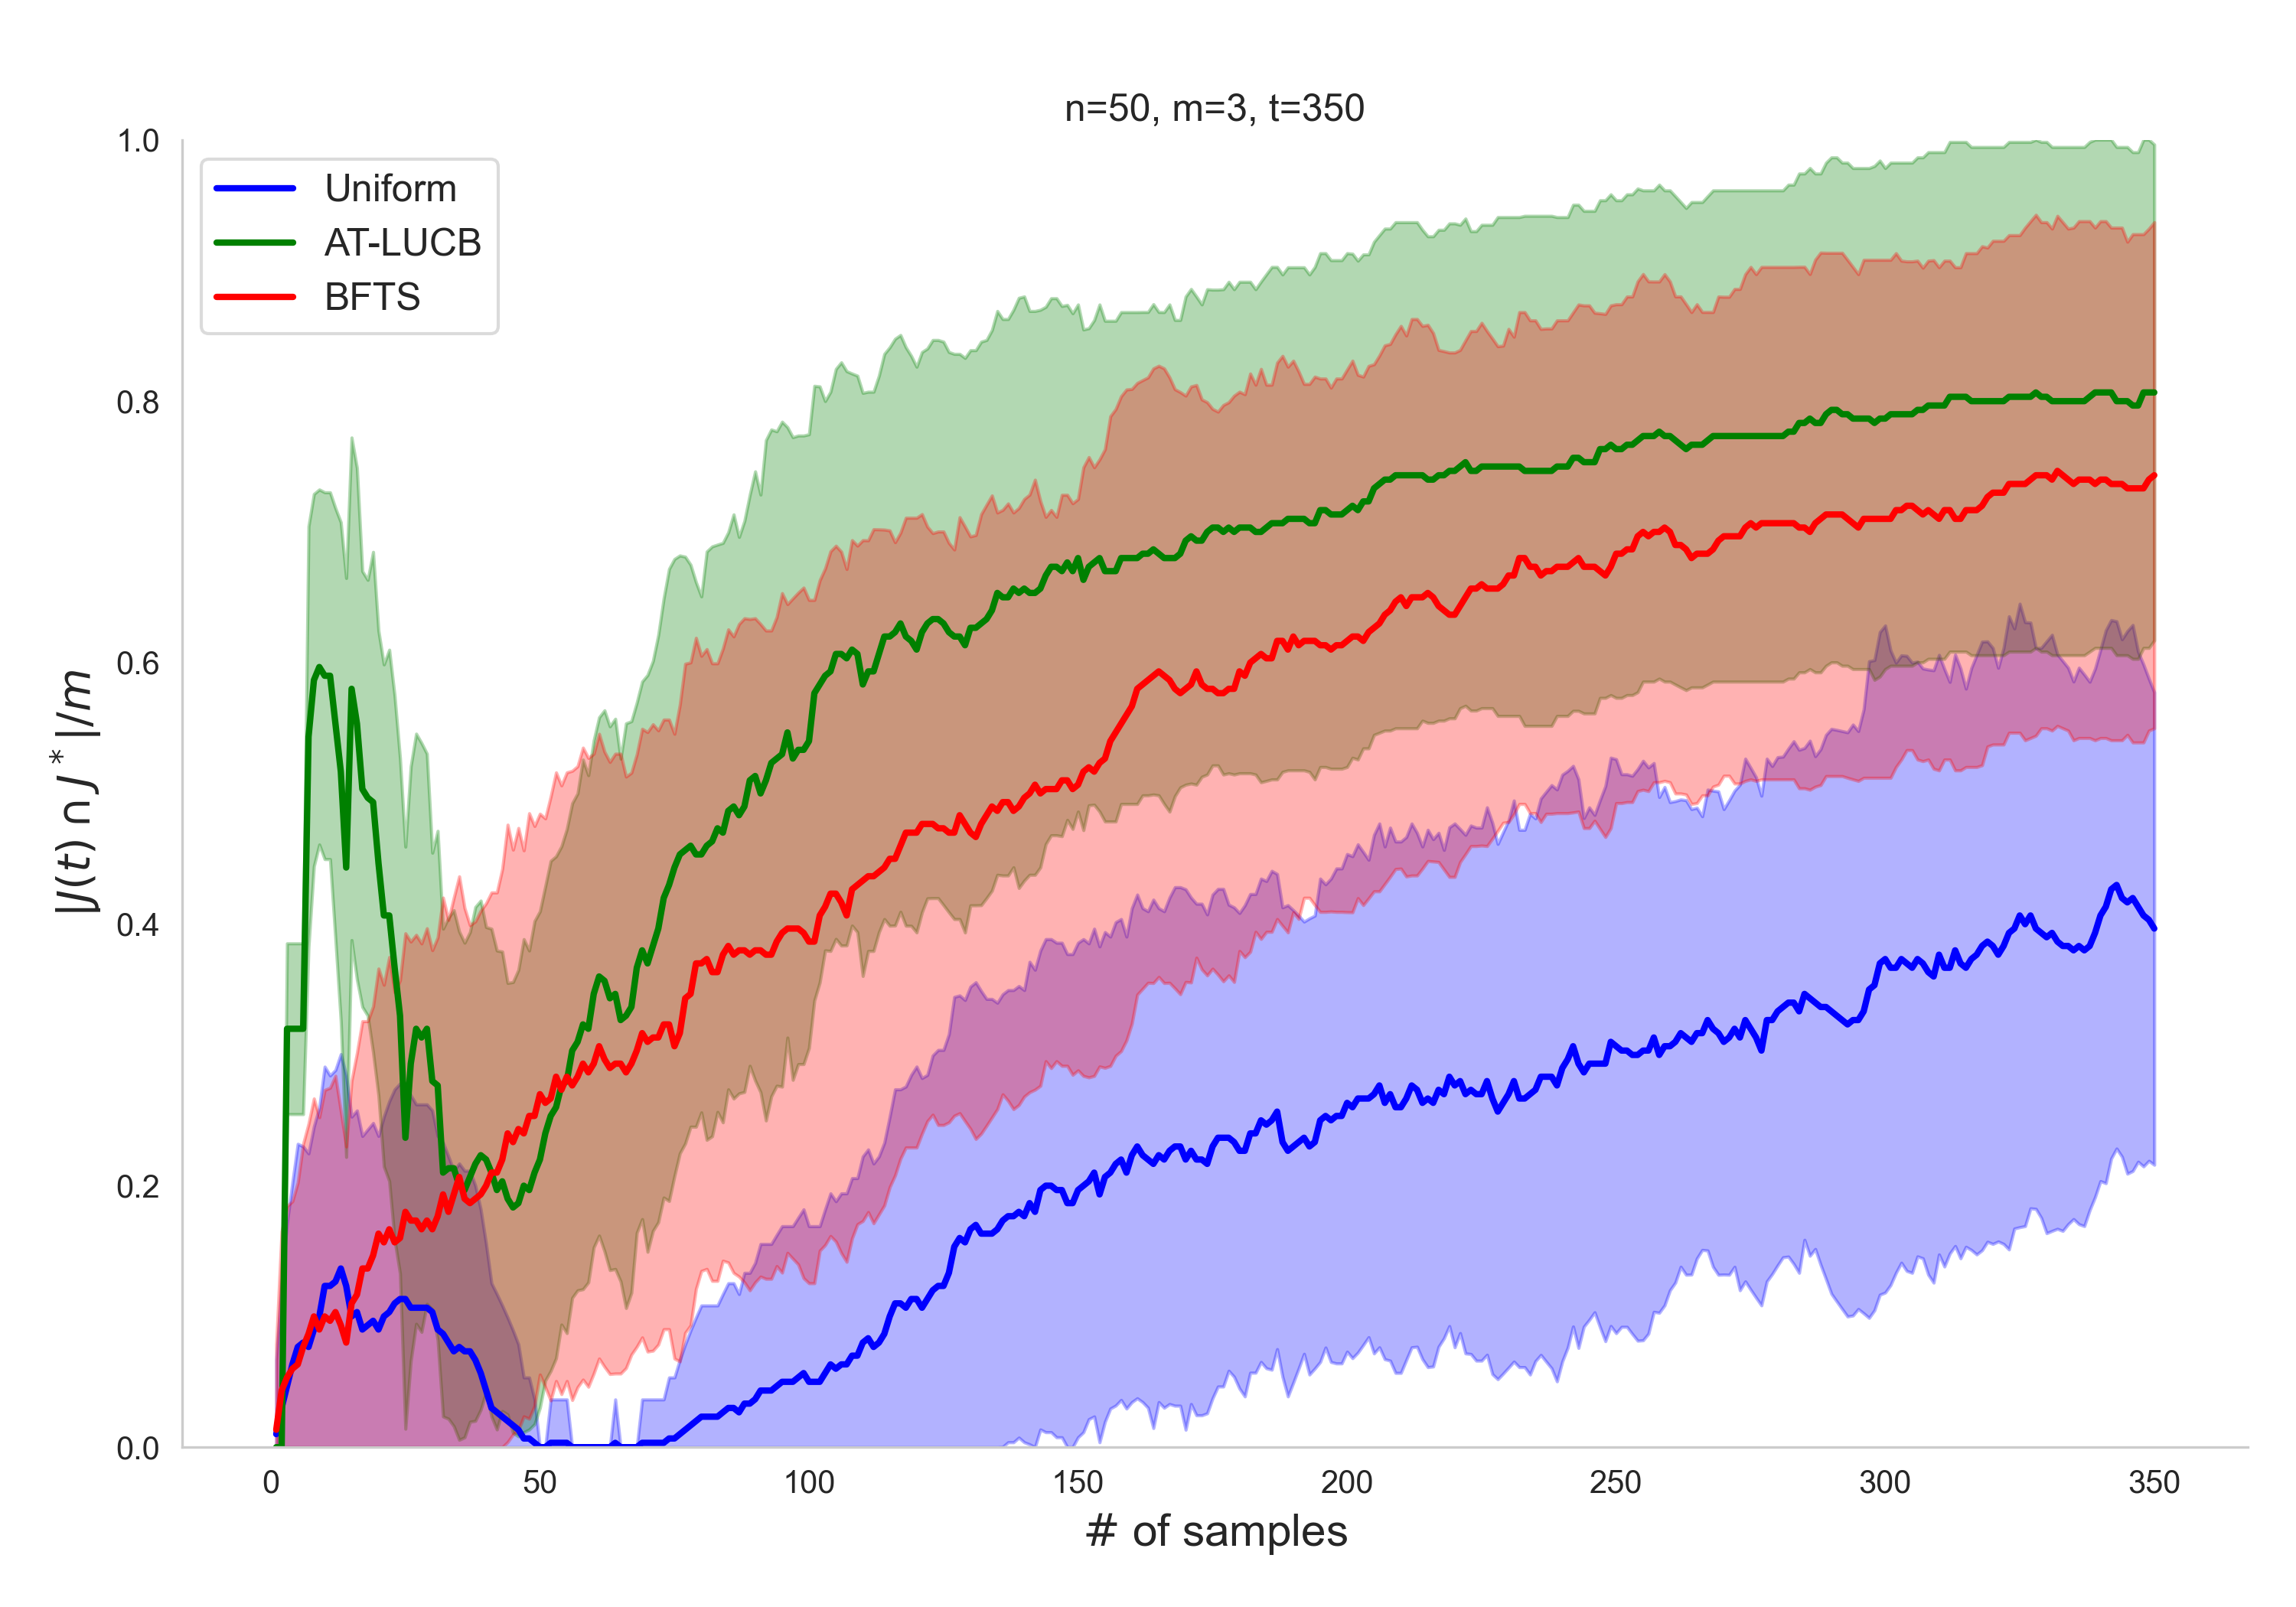 n=50, m=3, t=350
1.0
0.8
0.6
0.4
0.2
0.0
Uniform
AT-LUCB
BFTS
|J(t) ∩ J*|/m
0 50 100 150 200 250 300 350
# of samples